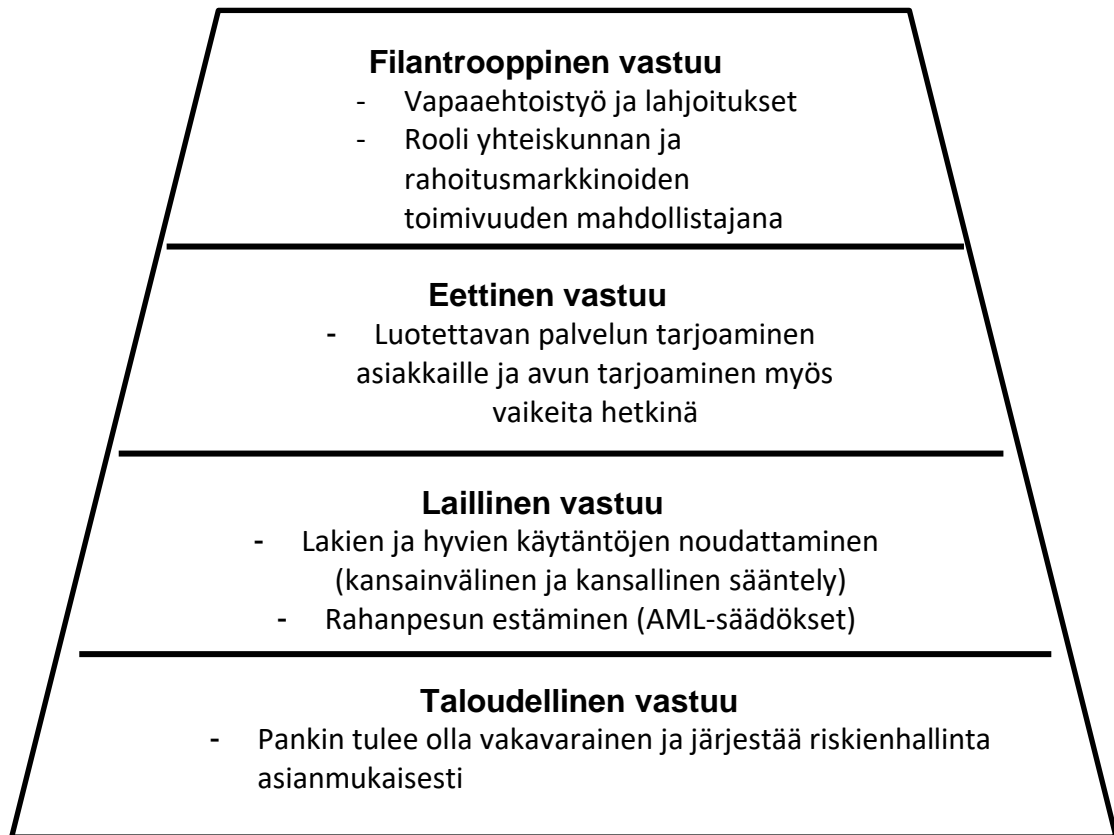 Filantrooppinen vastuu
- Vapaaehtoistyö ja lahjoitukset
- Rooli yhteiskunnan ja
rahoitusmarkkinoiden
toimivuuden mahdollistajana
Eettinen vastuu
- Luotettavan palvelun tarjoaminen
asiakkaille ja avun tarjoaminen myös
vaikeita hetkinä
Laillinen vastuu
- Lakien ja hyvien käytäntöjen noudattaminen
(kansainvälinen ja kansallinen sääntely)
- Rahanpesun estäminen (AML-säädökset)
Taloudellinen vastuu
- Pankin tulee olla vakavarainen ja järjestää riskienhallinta
asianmukaisesti